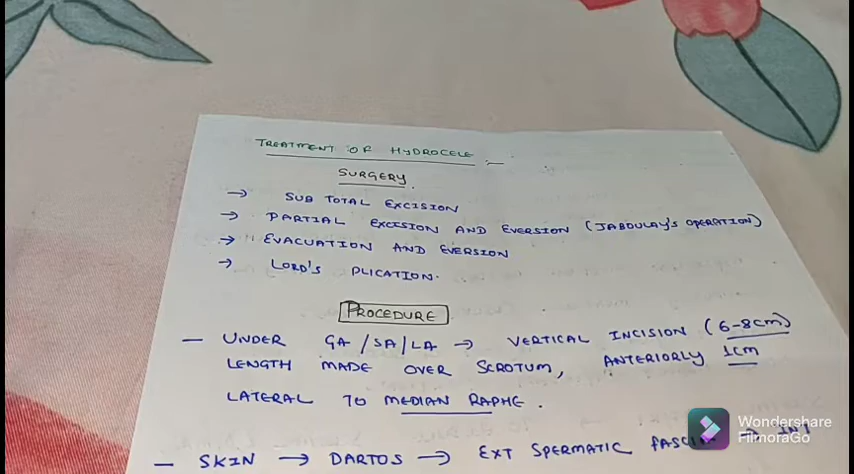 TREATMENT OF HYDROCELE :-
SURGERY.
→ SUB TOTAL EXCISION
→ PARTIAL EXCISION AND EVERSION (JABOULAY'S OPERATION)
→ EVACUATION AND EVERSION
→ LORD'S PLICATION.
PROCEDURE
- UNDER GA/SA/LA → VERTICAL INCISION (6-8cm)
LENGTH MADE OVER SCROTUM, ANTERIORLY 1cm
LATERAL TO MEDIAN RAPHE.
- SKIN → DARTOS → EXT SPERMATIC FASCIA → INT
Wondershare
FilmoraGo